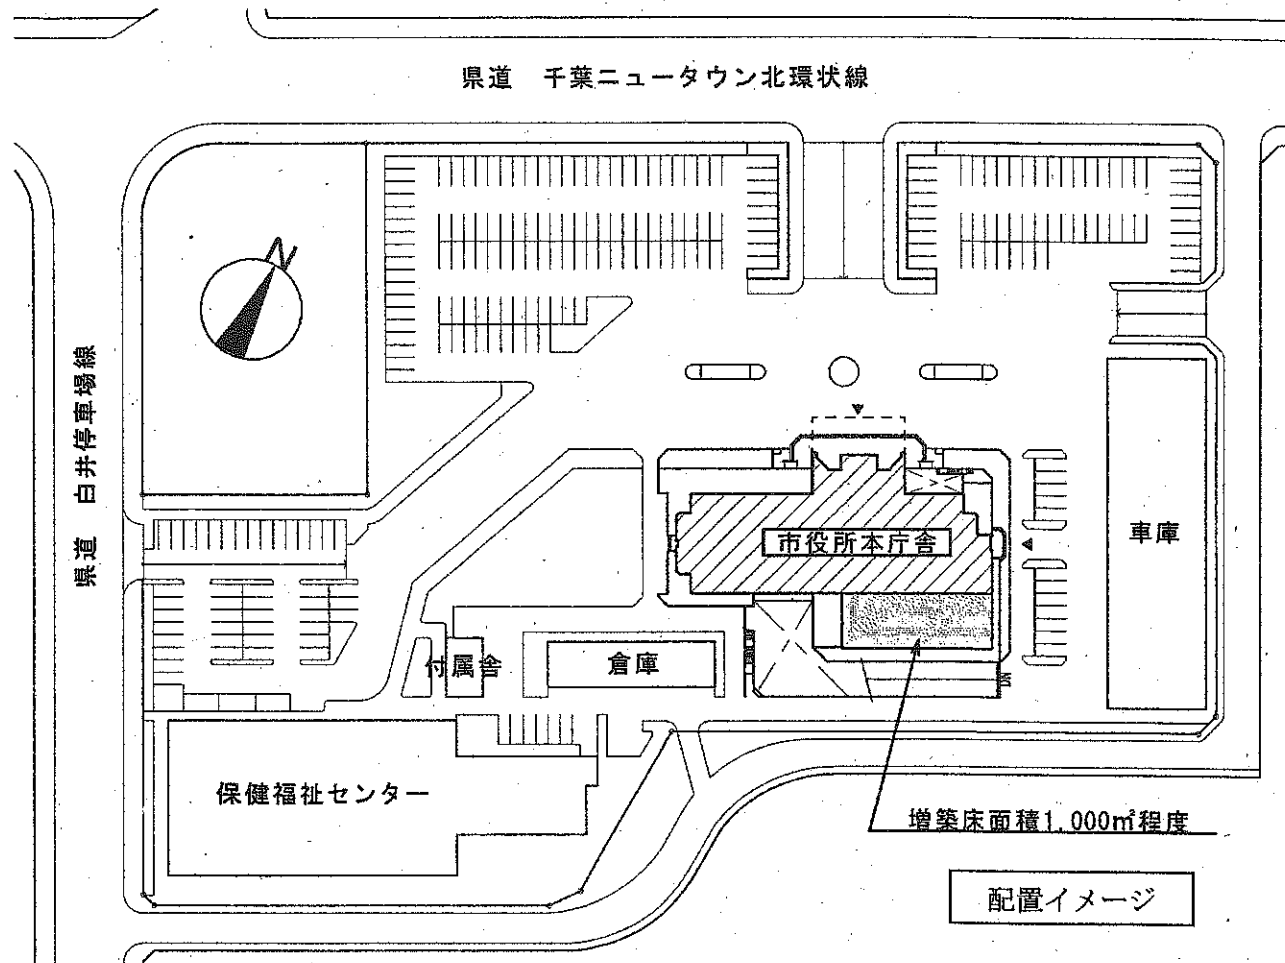 県道 千葉ニュータウン北環状線
N
県道 白井停車場線
市役所本庁舎
車庫
付属舎
倉庫
保健福祉センター
増築床面積1,000㎡程度
配置イメージ